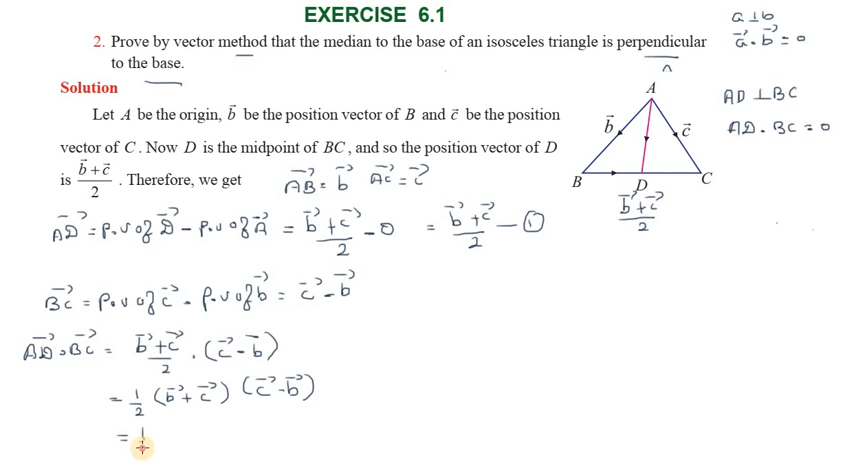 EXERCISE 6.1
2. Prove by vector method that the median to the base of an isosceles triangle is perpendicular
to the base.
Solution
Let A be the origin, b⃗ be the position vector of B and c⃗ be the position
vector of C. Now D is the midpoint of BC, and so the position vector of D
is (b⃗ + c⃗)/2. Therefore, we get
AB⃗ = b⃗ AC⃗ = c⃗
AD⃗ = p.v of D⃗ - p.v of A⃗ = (b⃗ + c⃗)/2 - 0 = (b⃗ + c⃗)/2 — ①
BC⃗ = p.v of c⃗ - p.v of b⃗ = c⃗ - b⃗
AD⃗ . BC⃗ = (b⃗ + c⃗)/2 . (c⃗ - b⃗)
= 1/2 (b⃗ + c⃗) (c⃗ - b⃗)
= 1
a ⊥ b
a⃗ . b⃗ = 0
AD ⊥ BC
AD . BC = 0
A
b⃗ c⃗
B D C
(b⃗ + c⃗)/2